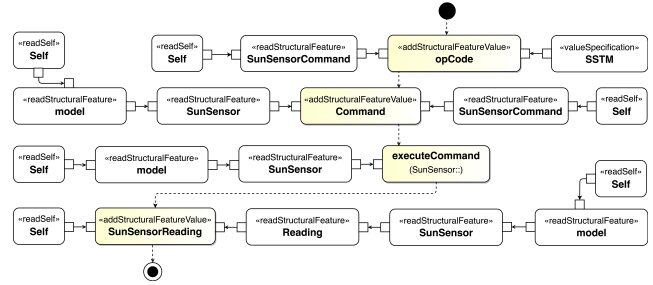 «readSelf»
Self
«readSelf»
Self
«readStructuralFeature»
SunSensorCommand
«addStructuralFeatureValue»
opCode
«valueSpecification»
SSTM
«readStructuralFeature»
model
«readStructuralFeature»
SunSensor
«addStructuralFeatureValue»
Command
«readStructuralFeature»
SunSensorCommand
«readSelf»
Self
«readSelf»
Self
«readStructuralFeature»
model
«readStructuralFeature»
SunSensor
executeCommand
(SunSensor::)
«readSelf»
Self
«readSelf»
Self
«addStructuralFeatureValue»
SunSensorReading
«readStructuralFeature»
Reading
«readStructuralFeature»
SunSensor
«readStructuralFeature»
model